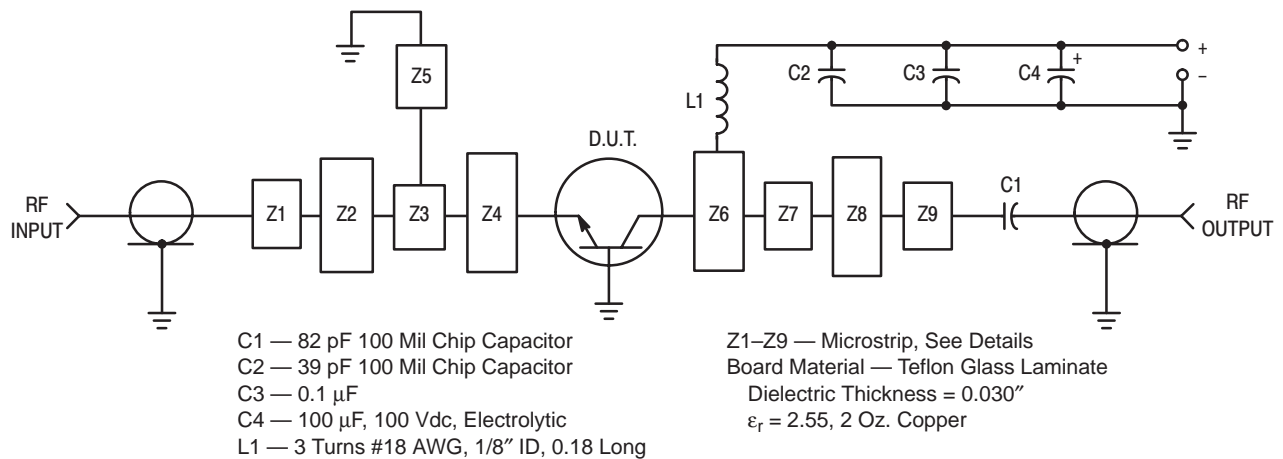 Z5
C2
C3
C4
+
+
−
L1
D.U.T.
RF
INPUT
Z1
Z2
Z3
Z4
Z6
Z7
Z8
Z9
C1
RF
OUTPUT
C1 — 82 pF 100 Mil Chip Capacitor
C2 — 39 pF 100 Mil Chip Capacitor
C3 — 0.1 μF
C4 — 100 μF, 100 Vdc, Electrolytic
L1 — 3 Turns #18 AWG, 1/8″ ID, 0.18 Long
Z1–Z9 — Microstrip, See Details
Board Material — Teflon Glass Laminate
Dielectric Thickness = 0.030″
εr = 2.55, 2 Oz. Copper